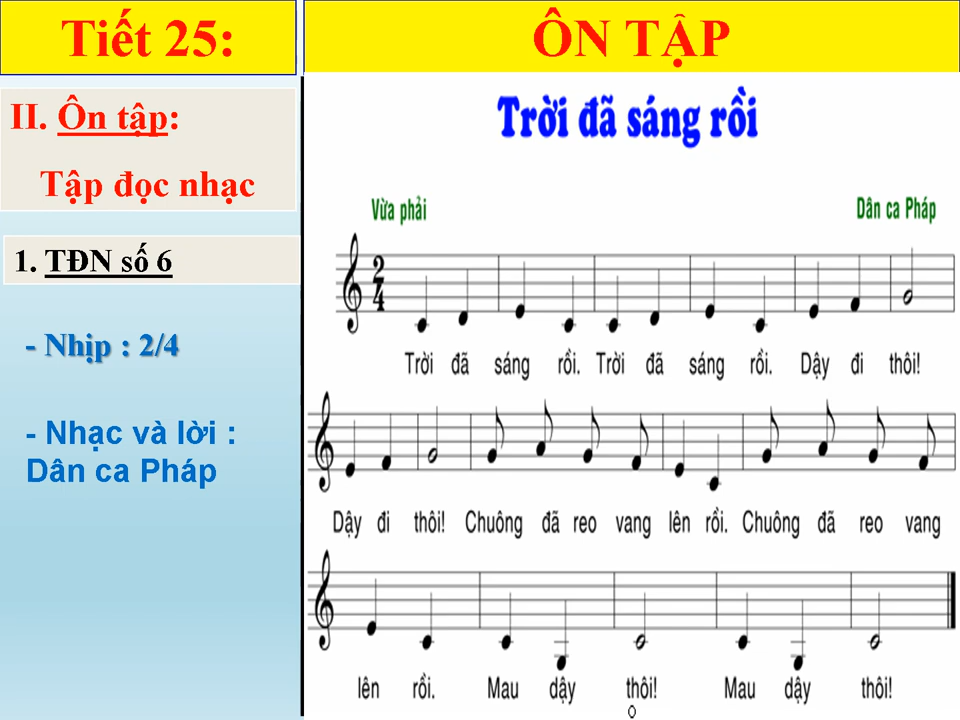 Tiết 25:
ÔN TẬP
II. Ôn tập:
Tập đọc nhạc
1. TĐN số 6
- Nhịp : 2/4
- Nhạc và lời :
Dân ca Pháp
Trời đã sáng rồi
Vừa phải
Dân ca Pháp
2
4
Trời đã sáng rồi. Trời đã sáng rồi. Dậy đi thôi!
Dậy đi thôi! Chuông đã reo vang lên rồi. Chuông đã reo vang
lên rồi. Mau dậy thôi! Mau dậy thôi!